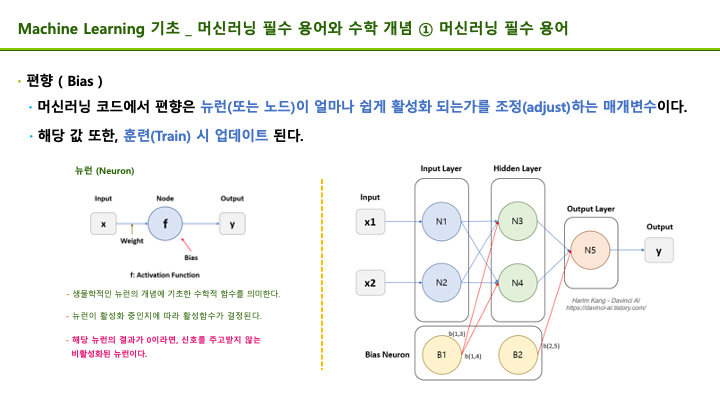 Machine Learning 기초 _ 머신러닝 필수 용어와 수학 개념 ① 머신러닝 필수 용어
· 편향 ( Bias )
· 머신러닝 코드에서 편향은 뉴런(또는 노드)이 얼마나 쉽게 활성화 되는가를 조정(adjust)하는 매개변수이다.
· 해당 값 또한, 훈련(Train) 시 업데이트 된다.
뉴런 (Neuron)
Input Node Output
x f y
Weight
Bias
f: Activation Function
- 생물학적인 뉴런의 개념에 기초한 수학적 함수를 의미한다.
- 뉴런이 활성화 중인지에 따라 활성함수가 결정된다.
- 해당 뉴런의 결과가 0이라면, 신호를 주고받지 않는
비활성화된 뉴런이다.
Input Layer Hidden Layer
Input
Output Layer
Output
x1 N1 N3
N5 y
x2 N2 N4
Harim Kang - Davinci AI
https://davinci-ai.tistory.com/
b(1,3)
Bias Neuron B1 b(1,4) B2 b(2,5)